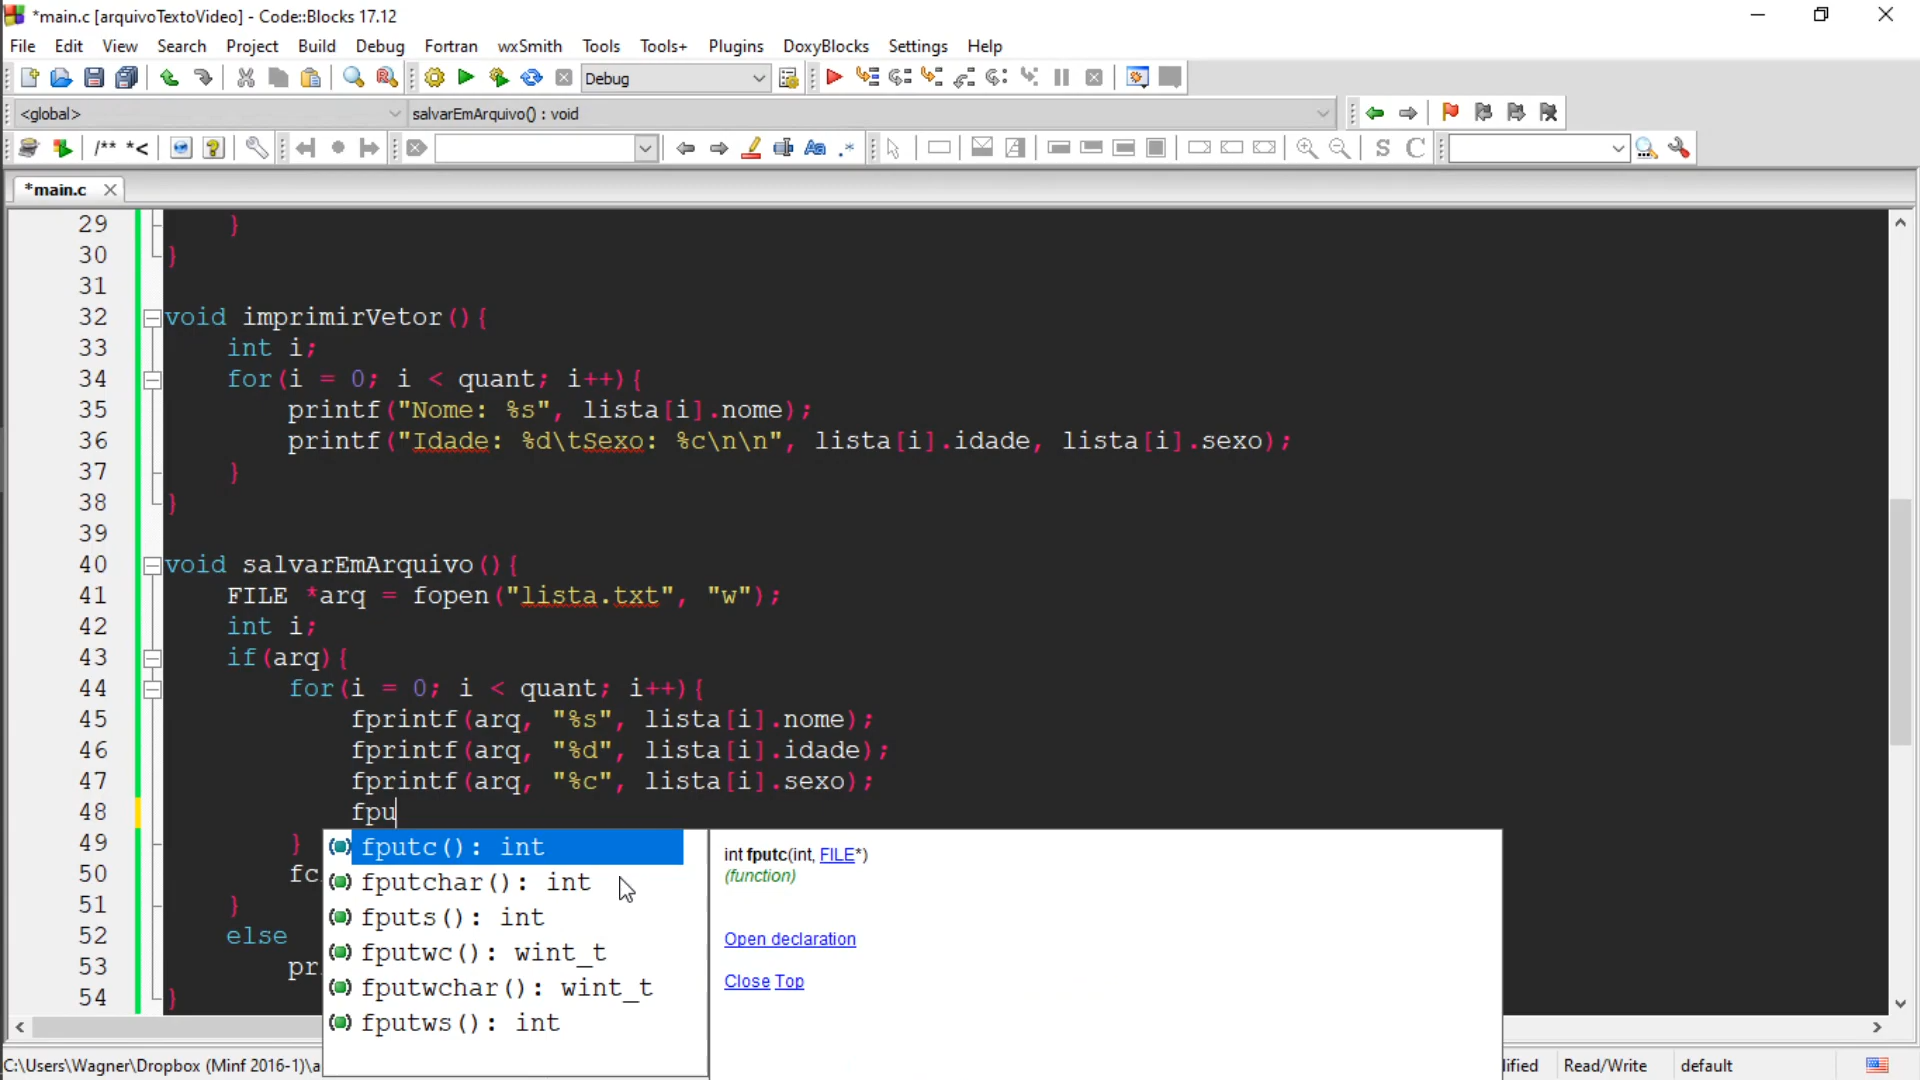 *main.c [arquivoTextoVideo] - Code::Blocks 17.12
File Edit View Search Project Build Debug Fortran wxSmith Tools Tools+ Plugins DoxyBlocks Settings Help
Debug
<global> salvarEmArquivo() : void
/** *<
Aa .* S C
*main.c
29 }
30 }
31
32 void imprimirVetor(){
33 int i;
34 for(i = 0; i < quant; i++){
35 printf("Nome: %s", lista[i].nome);
36 printf("Idade: %d\tSexo: %c\n\n", lista[i].idade, lista[i].sexo);
37 }
38 }
39
40 void salvarEmArquivo(){
41 FILE *arq = fopen("lista.txt", "w");
42 int i;
43 if(arq){
44 for(i = 0; i < quant; i++){
45 fprintf(arq, "%s", lista[i].nome);
46 fprintf(arq, "%d", lista[i].idade);
47 fprintf(arq, "%c", lista[i].sexo);
48 fpu
49 }
50 fc
51 }
52 else
53 pr
54 }
fputc(): int
fputchar(): int
fputs(): int
fputwc(): wint_t
fputwchar(): wint_t
fputws(): int
int fputc(int, FILE*)
(function)
Open declaration
Close Top
C:\Users\Wagner\Dropbox (Minf 2016-1)\a
ified Read/Write default